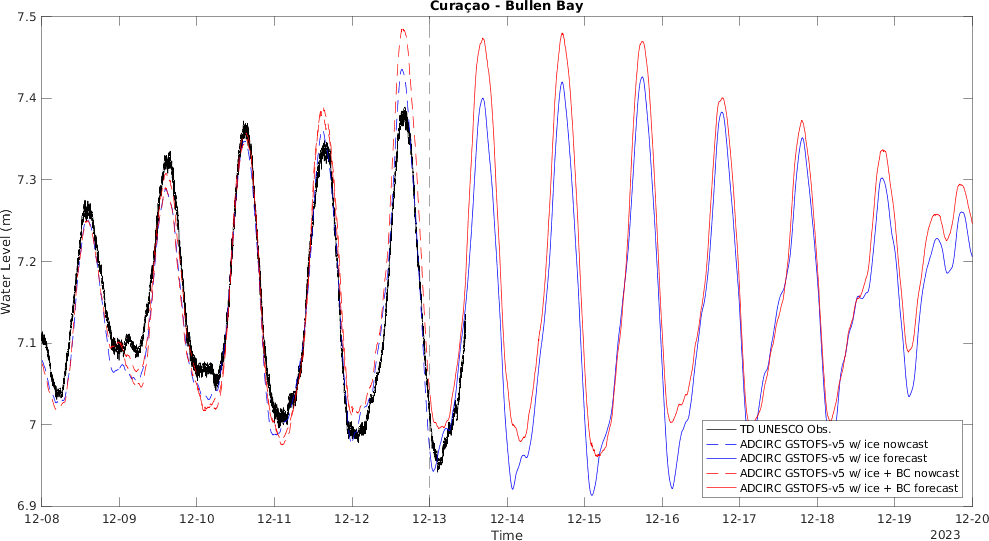 Curaçao - Bullen Bay
7.5
7.4
7.3
7.2
7.1
7
6.9
Water Level (m)
12-08 12-09 12-10 12-11 12-12 12-13 12-14 12-15 12-16 12-17 12-18 12-19 12-20
Time
2023
TD UNESCO Obs.
ADCIRC GSTOFS-v5 w/ ice nowcast
ADCIRC GSTOFS-v5 w/ ice forecast
ADCIRC GSTOFS-v5 w/ ice + BC nowcast
ADCIRC GSTOFS-v5 w/ ice + BC forecast